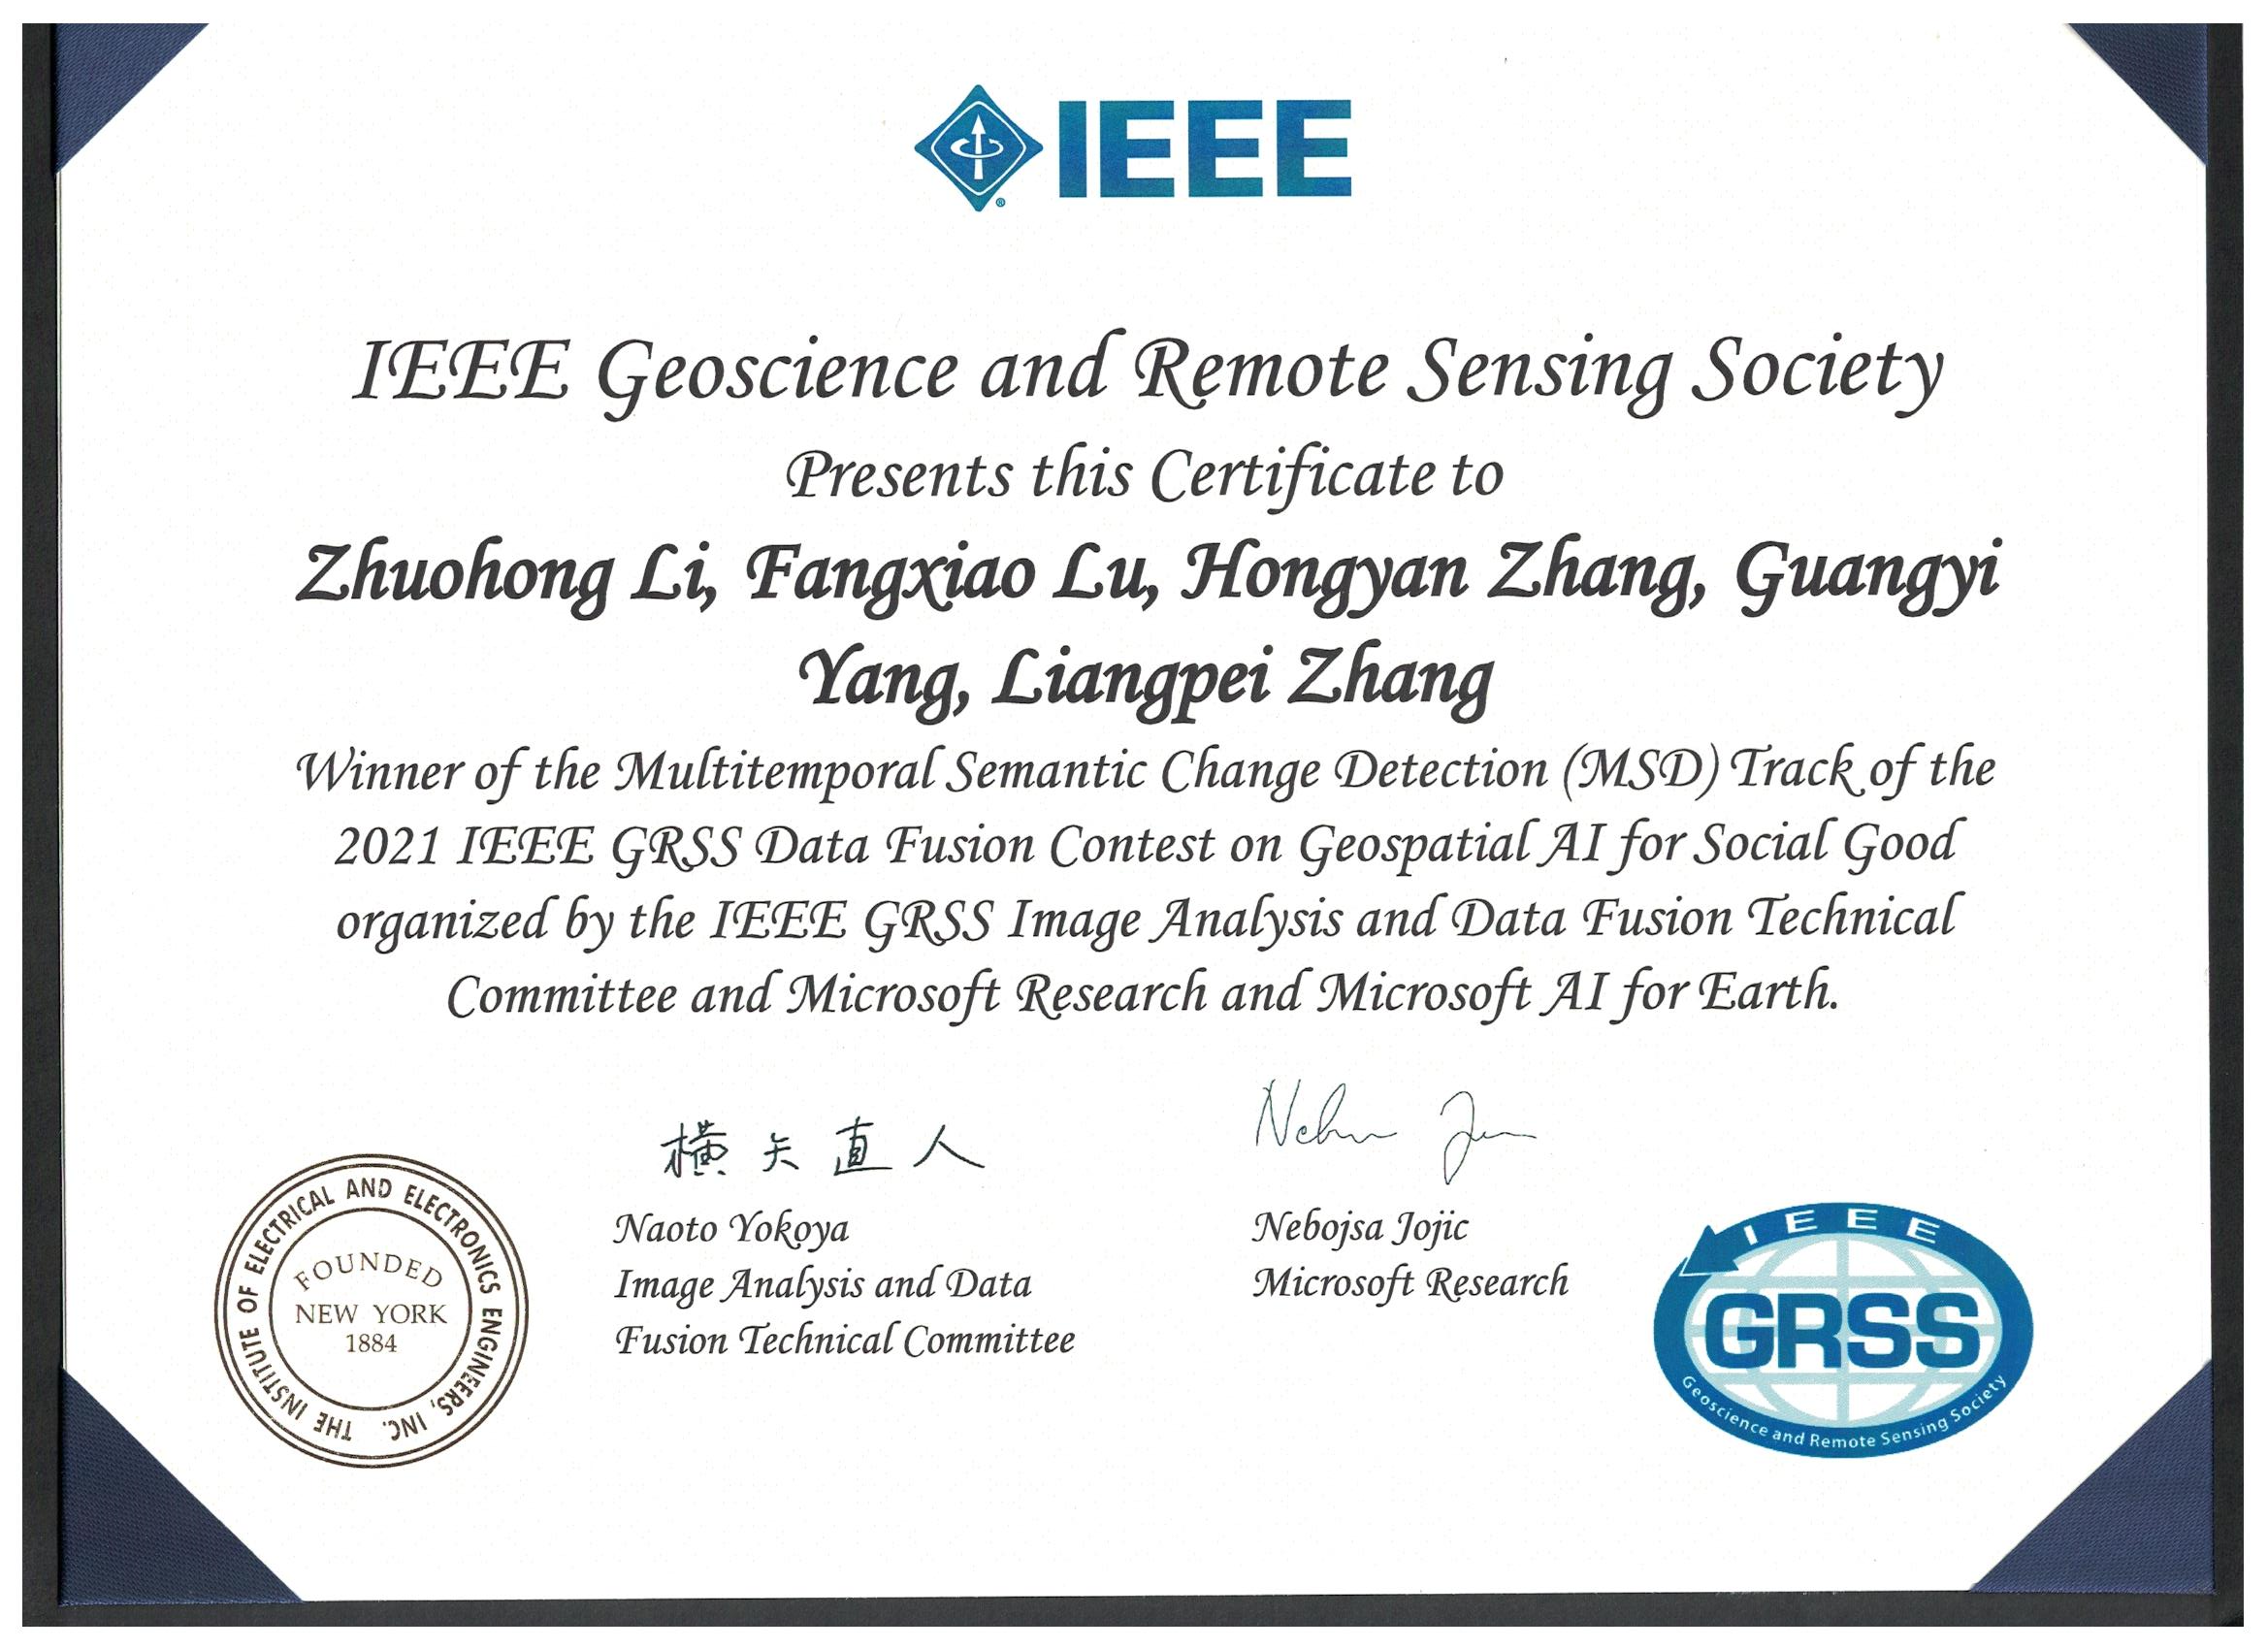 IEEE
IEEE Geoscience and Remote Sensing Society
Presents this Certificate to
Zhuohong Li, Fangxiao Lu, Hongyan Zhang, Guangyi
Yang, Liangpei Zhang
Winner of the Multitemporal Semantic Change Detection (MSD) Track of the
2021 IEEE GRSS Data Fusion Contest on Geospatial AI for Social Good
organized by the IEEE GRSS Image Analysis and Data Fusion Technical
Committee and Microsoft Research and Microsoft AI for Earth.
横矢直人
Naoto Yokoya
Image Analysis and Data
Fusion Technical Committee
Nebojsa Jojic
Microsoft Research
THE INSTITUTE OF ELECTRICAL AND ELECTRONICS ENGINEERS, INC.
FOUNDED
NEW YORK
1884
IEEE
GRSS
Geoscience and Remote Sensing Society